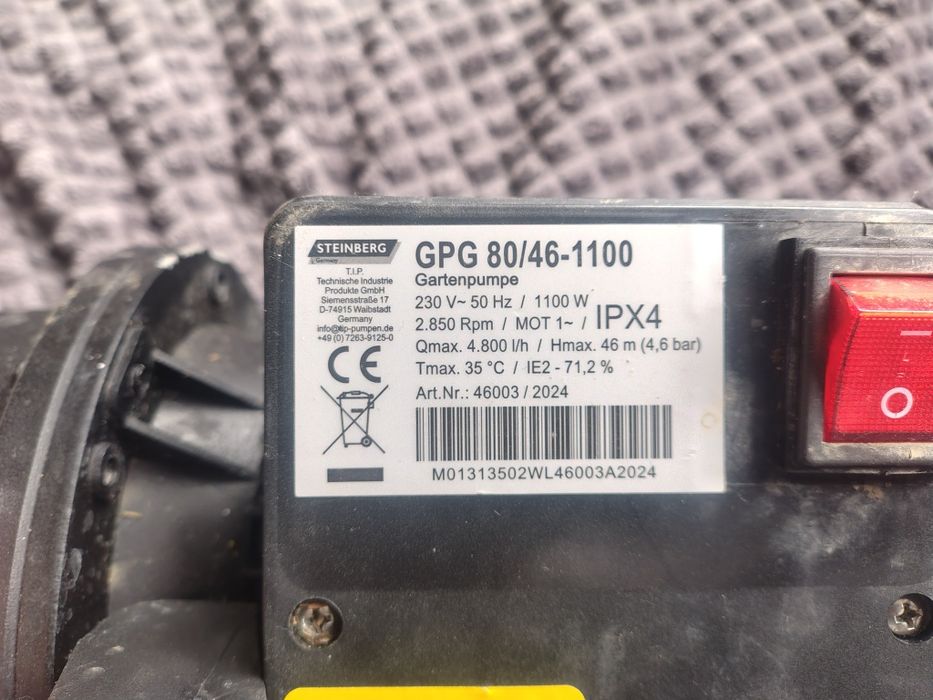 STEINBERG
Germany
T.I.P.
Technische Industrie
Produkte GmbH
Siemensstraße 17
D-74915 Waibstadt
Germany
info@tip-pumpen.de
+49 (0) 7263-9125-0
CE
GPG 80/46-1100
Gartenpumpe
230 V~ 50 Hz / 1100 W
2.850 Rpm / MOT 1~ / IPX4
Qmax. 4.800 l/h / Hmax. 46 m (4,6 bar)
Tmax. 35 °C / IE2 - 71,2 %
Art.Nr.: 46003 / 2024
M01313502WL46003A2024